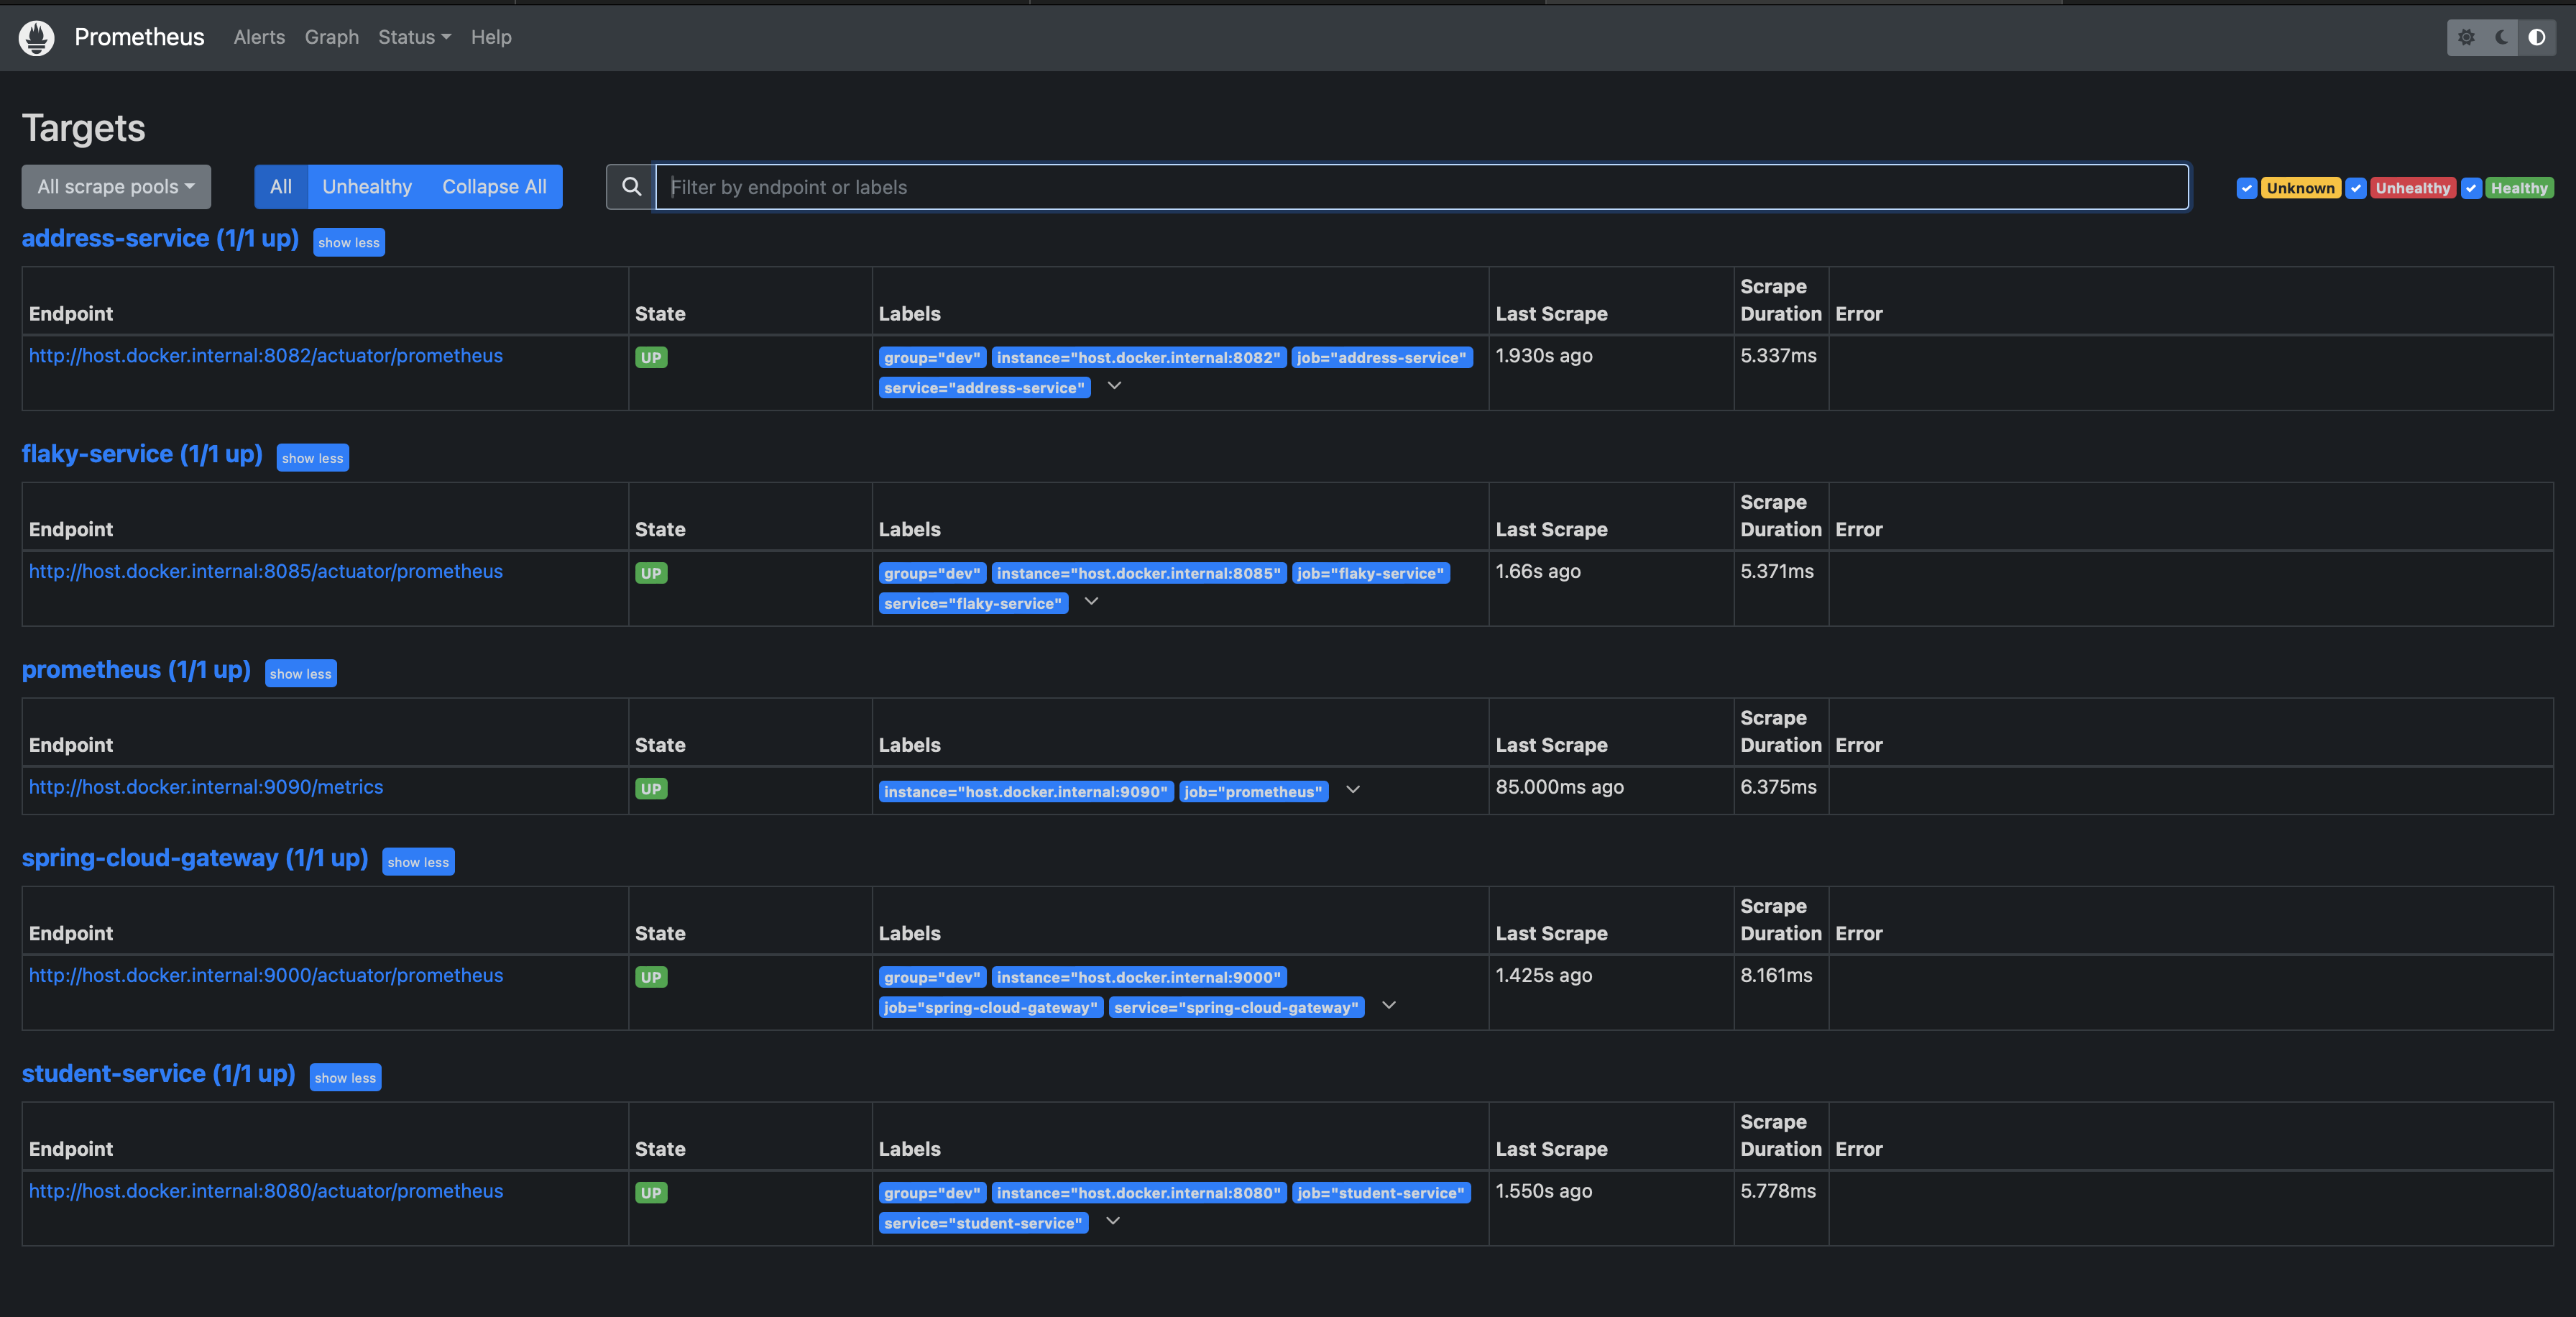 Prometheus Alerts Graph Status Help
Targets
All scrape pools All Unhealthy Collapse All Filter by endpoint or labels Unknown Unhealthy Healthy
address-service (1/1 up) show less
Endpoint State Labels Last Scrape Scrape Duration Error
http://host.docker.internal:8082/actuator/prometheus UP group="dev" instance="host.docker.internal:8082" job="address-service" 1.930s ago 5.337ms
service="address-service"
flaky-service (1/1 up) show less
Endpoint State Labels Last Scrape Scrape Duration Error
http://host.docker.internal:8085/actuator/prometheus UP group="dev" instance="host.docker.internal:8085" job="flaky-service" 1.66s ago 5.371ms
service="flaky-service"
prometheus (1/1 up) show less
Endpoint State Labels Last Scrape Scrape Duration Error
http://host.docker.internal:9090/metrics UP instance="host.docker.internal:9090" job="prometheus" 85.000ms ago 6.375ms
spring-cloud-gateway (1/1 up) show less
Endpoint State Labels Last Scrape Scrape Duration Error
http://host.docker.internal:9000/actuator/prometheus UP group="dev" instance="host.docker.internal:9000" 1.425s ago 8.161ms
job="spring-cloud-gateway" service="spring-cloud-gateway"
student-service (1/1 up) show less
Endpoint State Labels Last Scrape Scrape Duration Error
http://host.docker.internal:8080/actuator/prometheus UP group="dev" instance="host.docker.internal:8080" job="student-service" 1.550s ago 5.778ms
service="student-service"